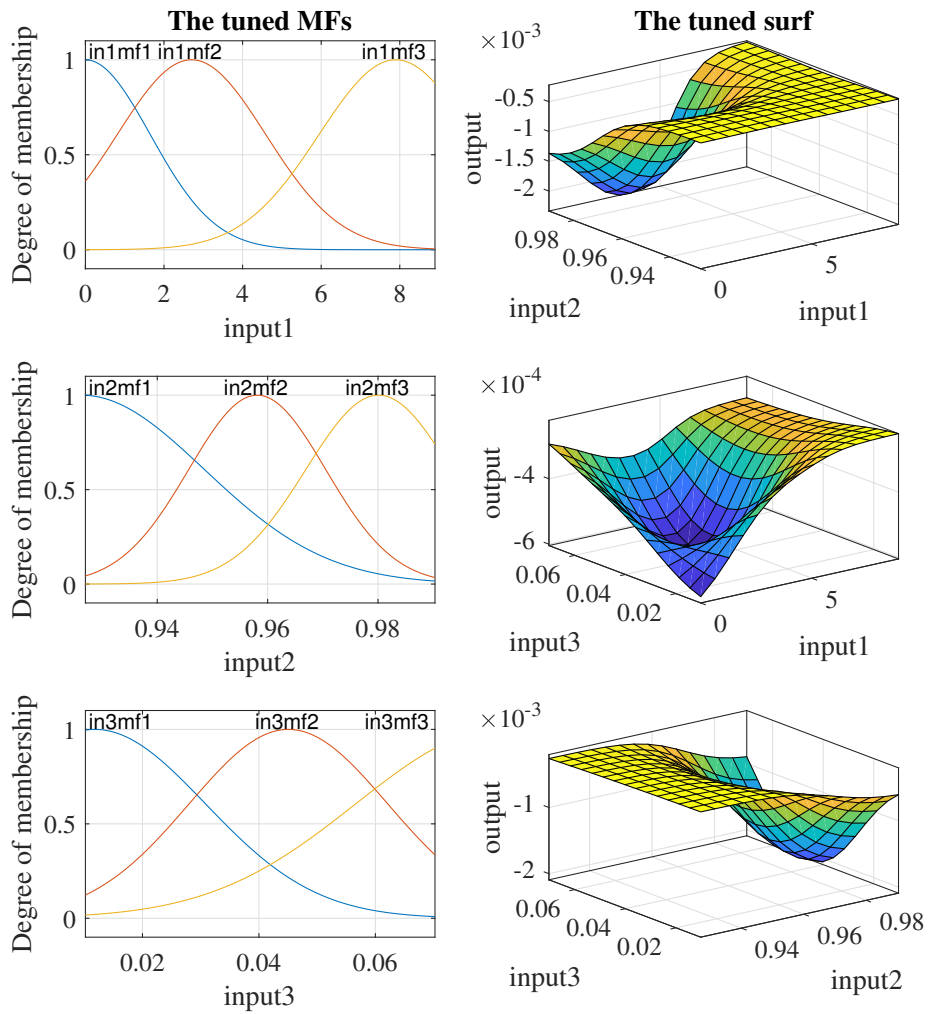 The tuned MFs
in1mf1 in1mf2 in1mf3
Degree of membership
1
0.5
0
0 2 4 6 8
input1
The tuned surf
×10^-3
output
-0.5
-1
-1.5
-2
0.98
0.96
0.94
input2
0
5
input1
in2mf1 in2mf2 in2mf3
Degree of membership
1
0.5
0
0.94 0.96 0.98
input2
×10^-4
output
-4
-6
0.06
0.04
0.02
input3
0
5
input1
in3mf1 in3mf2 in3mf3
Degree of membership
1
0.5
0
0.02 0.04 0.06
input3
×10^-3
output
-1
-2
0.06
0.04
0.02
input3
0.94
0.96
0.98
input2